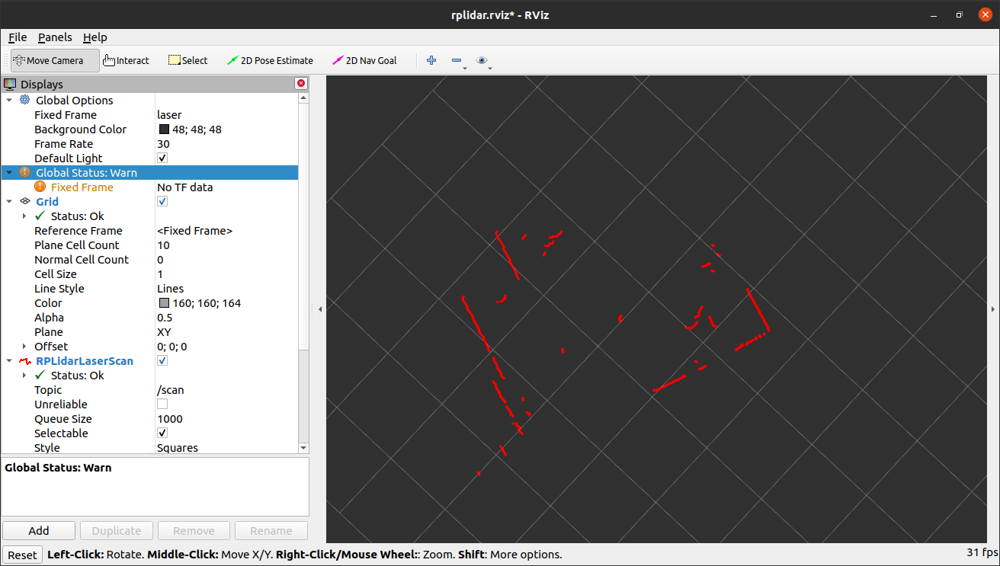 rplidar.rviz* - RViz
File Panels Help
Move Camera Interact Select 2D Pose Estimate 2D Nav Goal
Displays
Global Options
Fixed Frame laser
Background Color 48; 48; 48
Frame Rate 30
Default Light
Global Status: Warn
Fixed Frame No TF data
Grid
Status: Ok
Reference Frame <Fixed Frame>
Plane Cell Count 10
Normal Cell Count 0
Cell Size 1
Line Style Lines
Color 160; 160; 164
Alpha 0.5
Plane XY
Offset 0; 0; 0
RPLidarLaserScan
Status: Ok
Topic /scan
Unreliable
Queue Size 1000
Selectable
Style Squares
Global Status: Warn
Add Duplicate Remove Rename
Reset Left-Click: Rotate. Middle-Click: Move X/Y. Right-Click/Mouse Wheel:: Zoom. Shift: More options. 31 fps